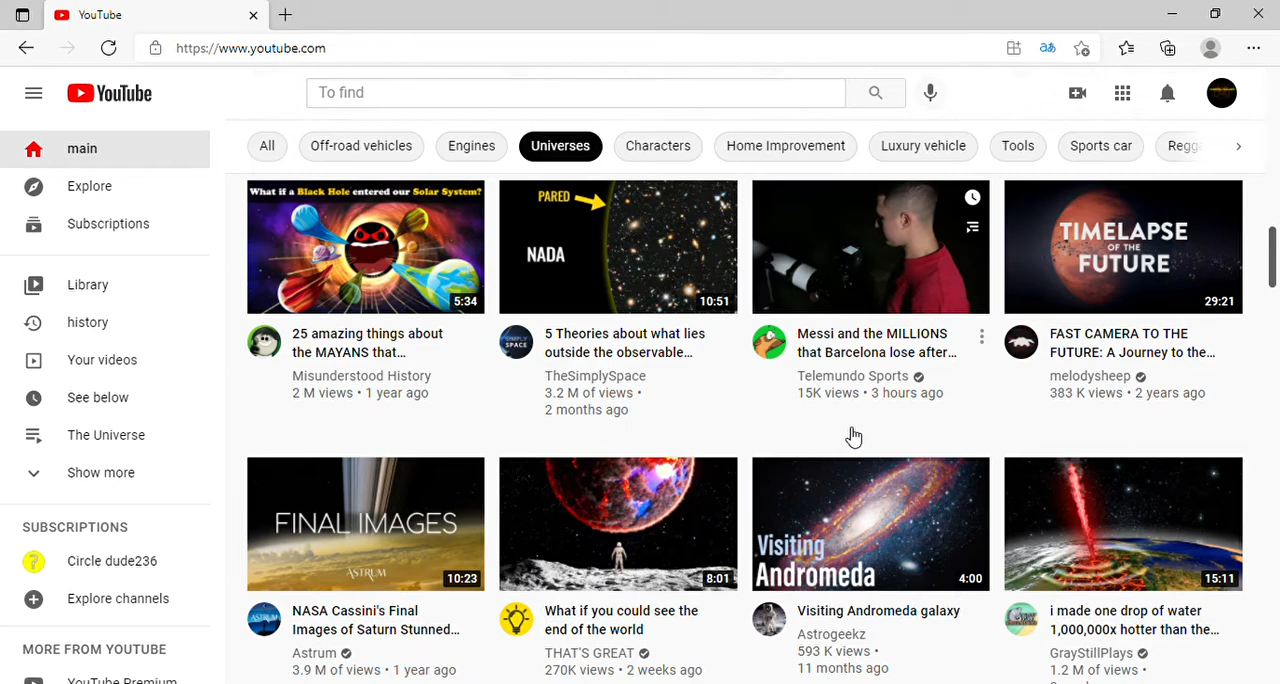 YouTube
https://www.youtube.com
YouTube
To find
main
Explore
Subscriptions
Library
history
Your videos
See below
The Universe
Show more
SUBSCRIPTIONS
Circle dude236
Explore channels
MORE FROM YOUTUBE
YouTube Premium
All
Off-road vehicles
Engines
Universes
Characters
Home Improvement
Luxury vehicle
Tools
Sports car
What if a Black Hole entered our Solar System?
5:34
25 amazing things about
the MAYANS that...
Misunderstood History
2 M views • 1 year ago
PARED
NADA
10:51
SIMPLY
SPACE
5 Theories about what lies
outside the observable...
TheSimplySpace
3.2 M of views •
2 months ago
Messi and the MILLIONS
that Barcelona lose after...
Telemundo Sports
15K views • 3 hours ago
TIMELAPSE
OF THE
FUTURE
29:21
FAST CAMERA TO THE
FUTURE: A Journey to the...
melodysheep
383 K views • 2 years ago
FINAL IMAGES
ASTRUM
10:23
ASTRUM
NASA Cassini's Final
Images of Saturn Stunned...
Astrum
3.9 M of views • 1 year ago
8:01
What if you could see the
end of the world
THAT'S GREAT
270K views • 2 weeks ago
Visiting
Andromeda
4:00
Visiting Andromeda galaxy
Astrogeekz
593 K views •
11 months ago
15:11
i made one drop of water
1,000,000x hotter than the...
GrayStillPlays
1.2 M of views •